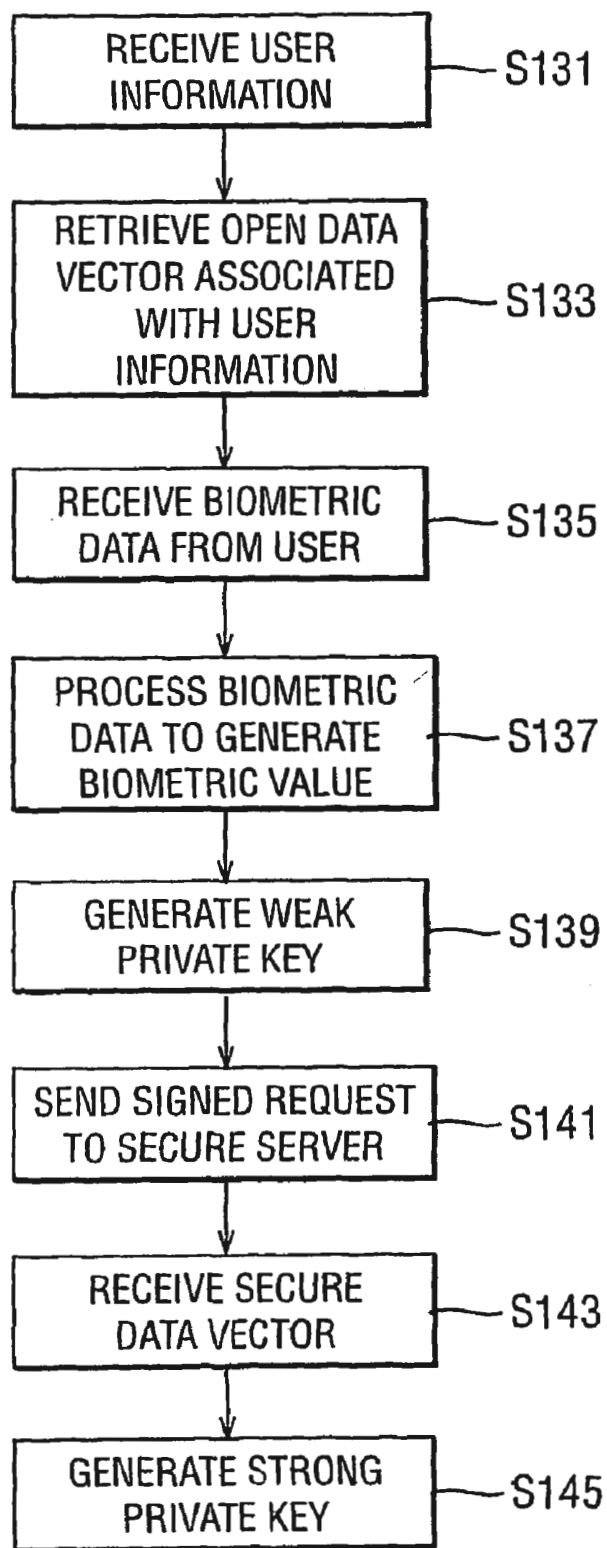 RECEIVE USER
INFORMATION
S131
RETRIEVE OPEN DATA
VECTOR ASSOCIATED
WITH USER
INFORMATION
S133
RECEIVE BIOMETRIC
DATA FROM USER
S135
PROCESS BIOMETRIC
DATA TO GENERATE
BIOMETRIC VALUE
S137
GENERATE WEAK
PRIVATE KEY
S139
SEND SIGNED REQUEST
TO SECURE SERVER
S141
RECEIVE SECURE
DATA VECTOR
S143
GENERATE STRONG
PRIVATE KEY
S145